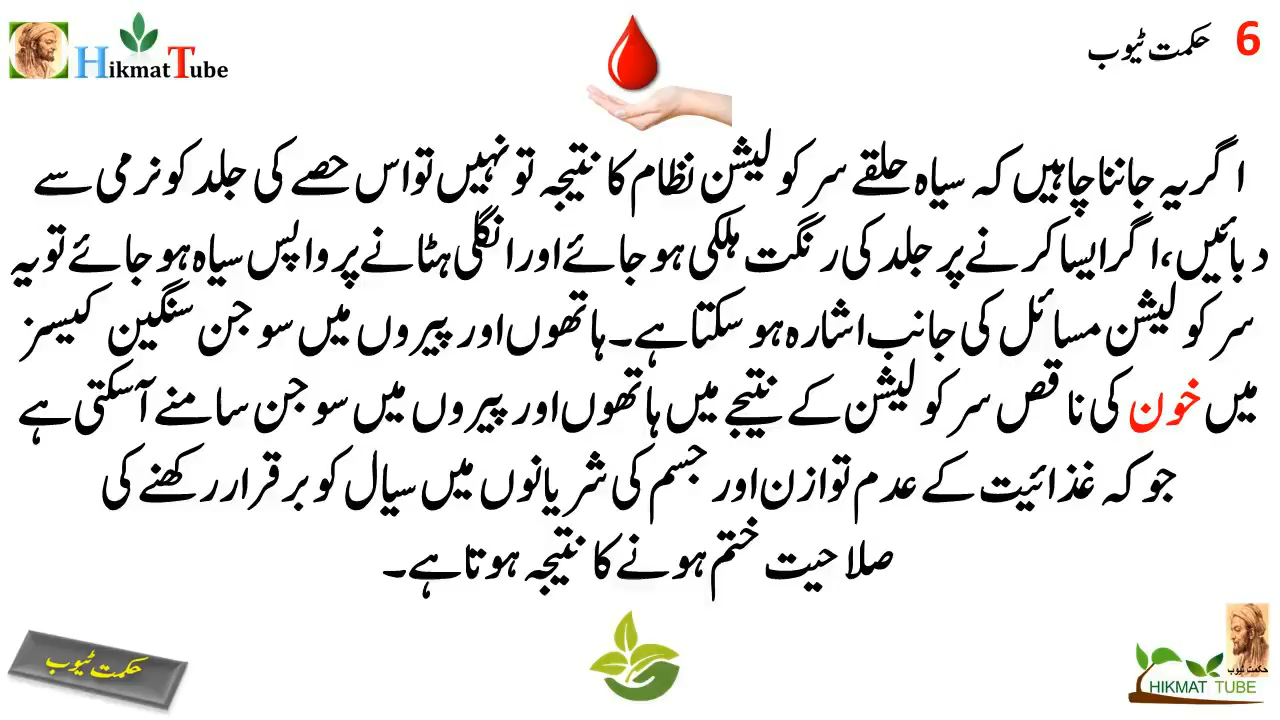 HikmatTube
6 حکمت ٹیوب
اگر یہ جاننا چاہیں کہ سیاہ حلقے سرکولیشن نظام کا نتیجہ تو نہیں تو اس حصے کی جلد کو نرمی سے
دبائیں، اگر ایسا کرنے پر جلد کی رنگت ہلکی ہو جائے اور انگلی ہٹانے پر واپس سیاہ ہو جائے تو یہ
سرکولیشن مسائل کی جانب اشارہ ہو سکتا ہے۔ ہاتھوں اور پیروں میں سوجن سنگین کیسز
میں خون کی ناقص سرکولیشن کے نتیجے میں ہاتھوں اور پیروں میں سوجن سامنے آسکتی ہے
جو کہ غذائیت کے عدم توازن اور جسم کی شریانوں میں سیال کو برقرار رکھنے کی
صلاحیت ختم ہونے کا نتیجہ ہوتا ہے۔
حکمت ٹیوب
حکمت ٹیوب
HIKMAT TUBE